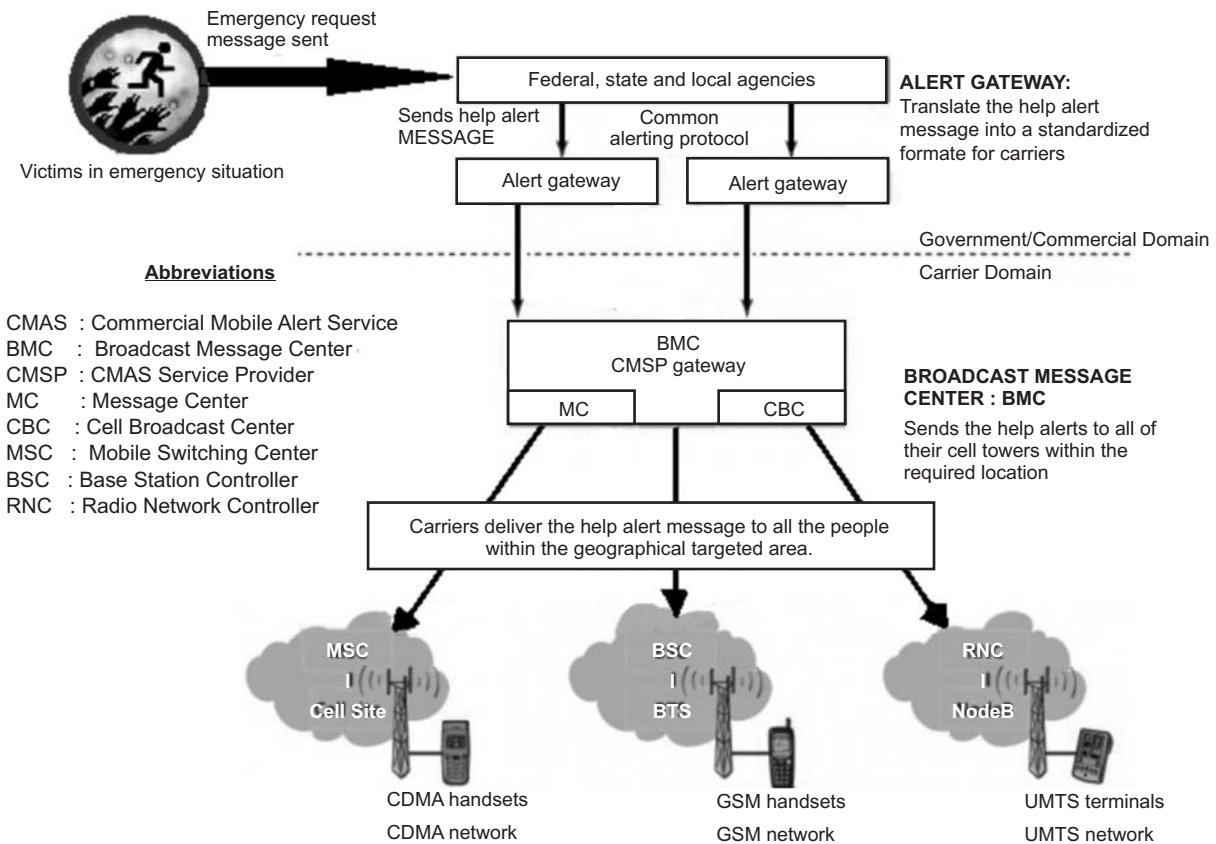 Emergency request
message sent
Federal, state and local agencies
ALERT GATEWAY:
Translate the help alert
message into a standardized
formate for carriers
Sends help alert
MESSAGE
Common
alerting protocol
Victims in emergency situation
Alert gateway
Alert gateway
Government/Commercial Domain
Carrier Domain
Abbreviations
CMAS : Commercial Mobile Alert Service
BMC : Broadcast Message Center
CMSP : CMAS Service Provider
MC : Message Center
CBC : Cell Broadcast Center
MSC : Mobile Switching Center
BSC : Base Station Controller
RNC : Radio Network Controller
BMC
CMSP gateway
MC
CBC
BROADCAST MESSAGE
CENTER : BMC
Sends the help alerts to all of
their cell towers within the
required location
Carriers deliver the help alert message to all the people
within the geographical targeted area.
MSC
I
Cell Site
BSC
I
BTS
RNC
I
NodeB
CDMA handsets
CDMA network
GSM handsets
GSM network
UMTS terminals
UMTS network